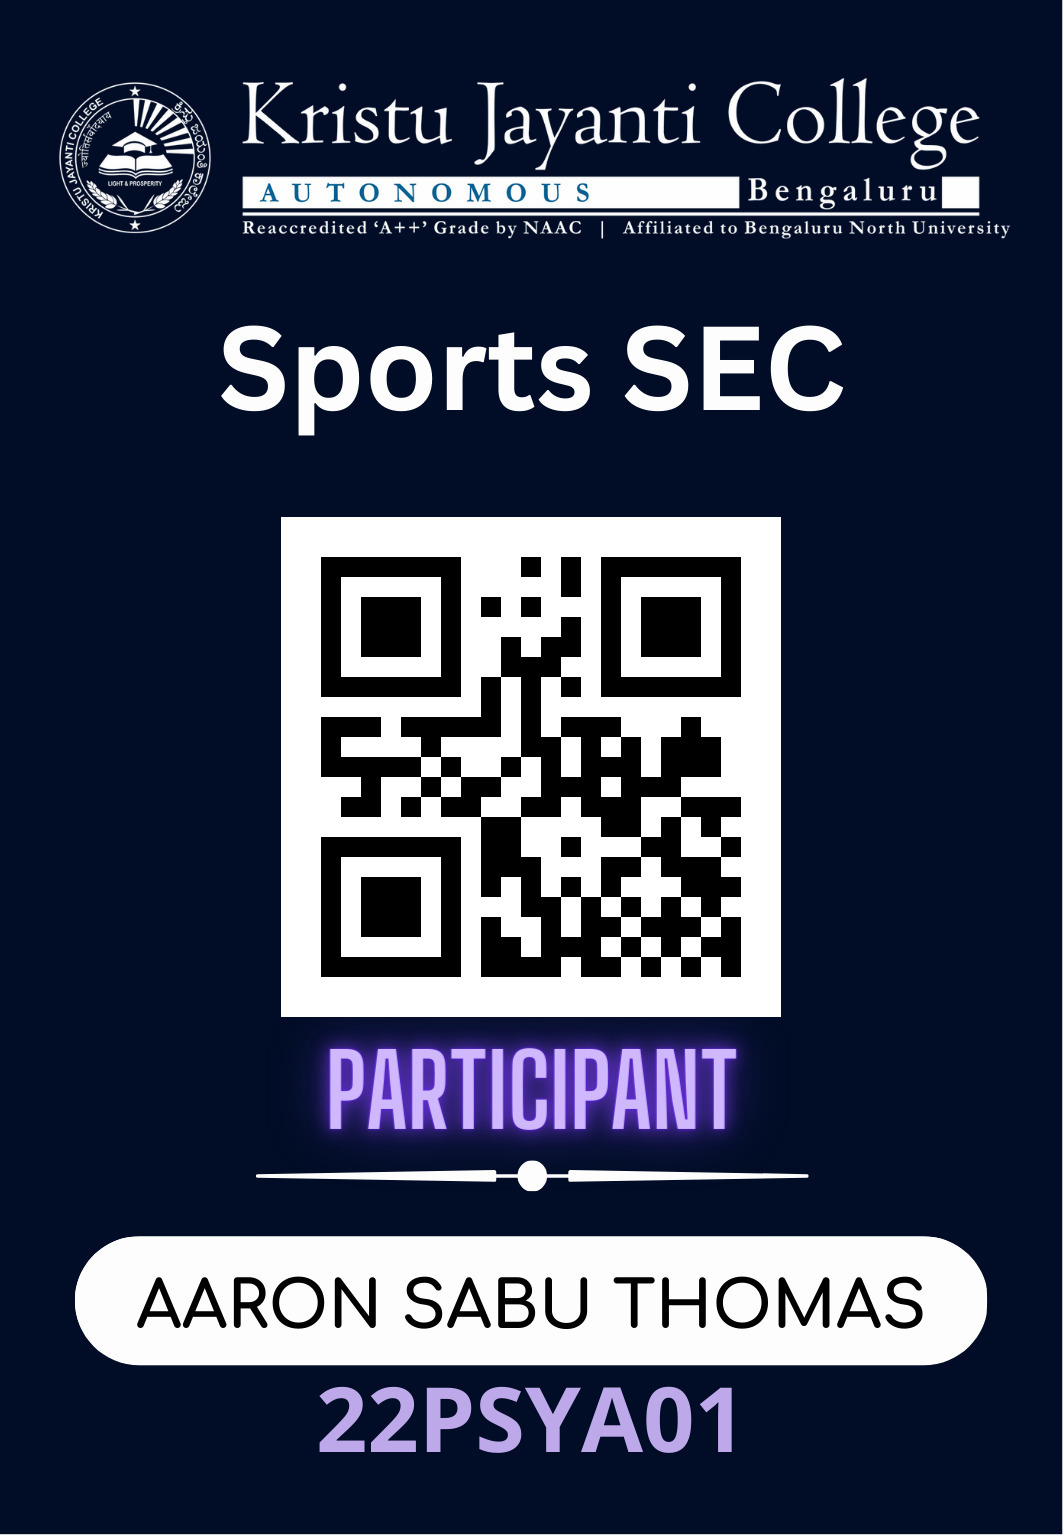 Kristu Jayanti College
AUTONOMOUS Bengaluru
Reaccredited ‘A++’ Grade by NAAC | Affiliated to Bengaluru North University
KRISTU JAYANTI COLLEGE
ಕ್ರಿಸ್ತು ಜಯಂತಿ ಕಾಲೇಜು
LIGHT & PROSPERITY
Sports SEC
PARTICIPANT
AARON SABU THOMAS
22PSYA01